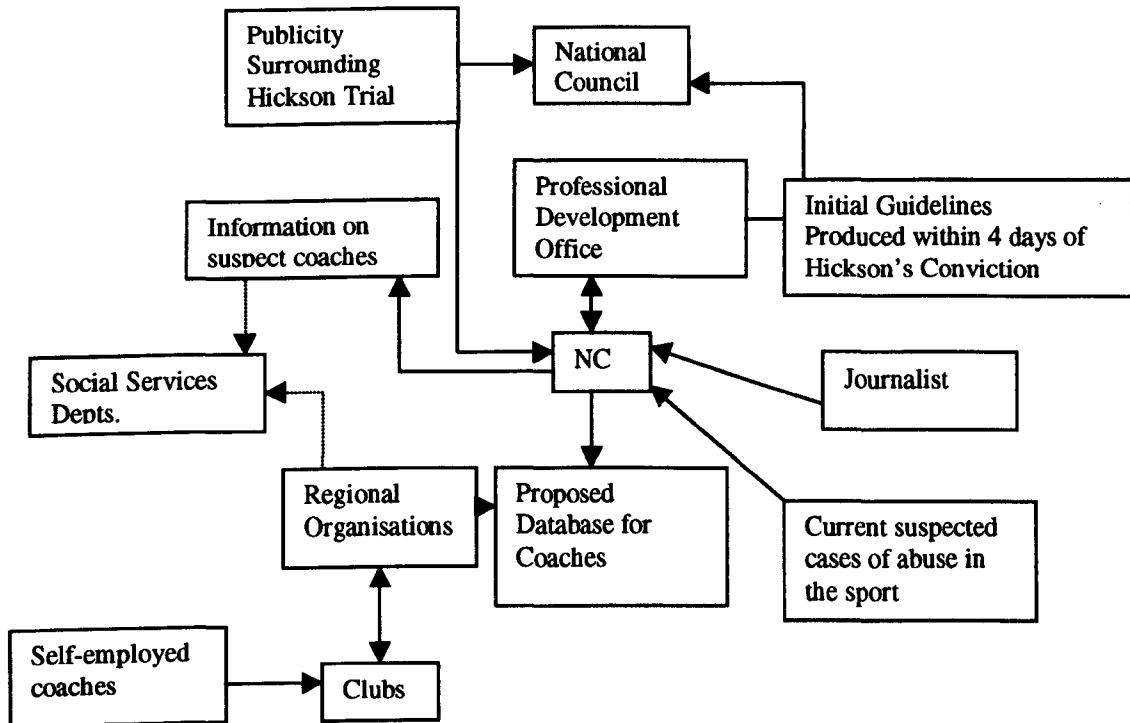 Publicity
Surrounding
Hickson Trial
National
Council
Professional
Development
Office
Initial Guidelines
Produced within 4 days of
Hickson's Conviction
Information on
suspect coaches
NC
Journalist
Social Services
Depts.
Regional
Organisations
Proposed
Database for
Coaches
Current suspected
cases of abuse in
the sport
Self-employed
coaches
Clubs